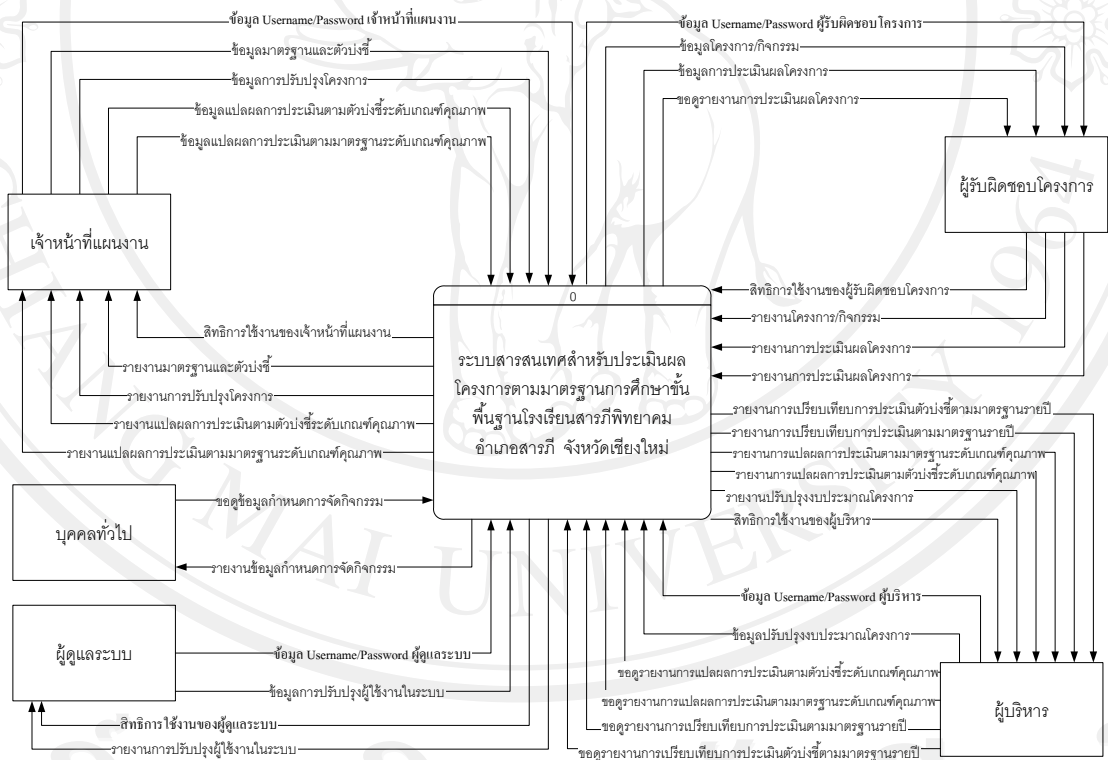 ข้อมูล Username/Password เจ้าหน้าที่แผนงาน
ข้อมูลมาตรฐานและตัวบ่งชี้
ข้อมูลการปรับปรุงโครงการ
ข้อมูลแปลผลการประเมินตามตัวบ่งชี้ระดับเกณฑ์คุณภาพ
ข้อมูลแปลผลการประเมินตามมาตรฐานระดับเกณฑ์คุณภาพ
ข้อมูล Username/Password ผู้รับผิดชอบโครงการ
ข้อมูลโครงการ/กิจกรรม
ข้อมูลการประเมินผลโครงการ
ขอดูรายงานการประเมินผลโครงการ
เจ้าหน้าที่แผนงาน
ผู้รับผิดชอบโครงการ
สิทธิการใช้งานของเจ้าหน้าที่แผนงาน
รายงานมาตรฐานและตัวบ่งชี้
รายงานการปรับปรุงโครงการ
รายงานแปลผลการประเมินตามตัวบ่งชี้ระดับเกณฑ์คุณภาพ
รายงานแปลผลการประเมินตามมาตรฐานระดับเกณฑ์คุณภาพ
0
ระบบสารสนเทศสำหรับประเมินผล
โครงการตามมาตรฐานการศึกษาขั้น
พื้นฐานโรงเรียนสารภีพิทยาคม
อำเภอสารภี จังหวัดเชียงใหม่
สิทธิการใช้งานของผู้รับผิดชอบโครงการ
รายงานโครงการ/กิจกรรม
รายงานการประเมินผลโครงการ
รายงานการประเมินผลโครงการ
รายงานการเปรียบเทียบการประเมินตัวบ่งชี้ตามมาตรฐานรายปี
รายงานการเปรียบเทียบการประเมินตามมาตรฐานรายปี
รายงานการแปลผลการประเมินตามมาตรฐานระดับเกณฑ์คุณภาพ
รายงานการแปลผลการประเมินตามตัวบ่งชี้ระดับเกณฑ์คุณภาพ
รายงานปรับปรุงงบประมาณโครงการ
สิทธิการใช้งานของผู้บริหาร
บุคคลทั่วไป
ขอดูข้อมูลกำหนดการจัดกิจกรรม
รายงานข้อมูลกำหนดการจัดกิจกรรม
ผู้ดูแลระบบ
ข้อมูล Username/Password ผู้ดูแลระบบ
ข้อมูลการปรับปรุงผู้ใช้งานในระบบ
สิทธิการใช้งานของผู้ดูแลระบบ
รายงานการปรับปรุงผู้ใช้งานในระบบ
ข้อมูล Username/Password ผู้บริหาร
ข้อมูลปรับปรุงงบประมาณโครงการ
ขอดูรายงานการแปลผลการประเมินตามตัวบ่งชี้ระดับเกณฑ์คุณภาพ
ขอดูรายงานการแปลผลการประเมินตามมาตรฐานระดับเกณฑ์คุณภาพ
ขอดูรายงานการเปรียบเทียบการประเมินตามมาตรฐานรายปี
ขอดูรายงานการเปรียบเทียบการประเมินตัวบ่งชี้ตามมาตรฐานรายปี
ผู้บริหาร
CHIANG MAI UNIVERSITY 1964